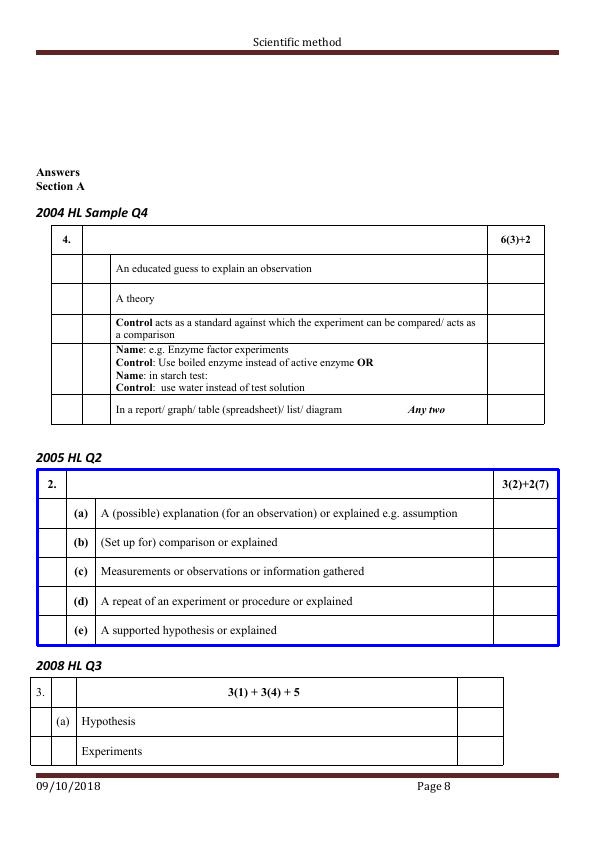 Scientific method
Answers
Section A
2004 HL Sample Q4
4. 6(3)+2
An educated guess to explain an observation
A theory
Control acts as a standard against which the experiment can be compared/ acts as
a comparison
Name: e.g. Enzyme factor experiments
Control: Use boiled enzyme instead of active enzyme OR
Name: in starch test:
Control: use water instead of test solution
In a report/ graph/ table (spreadsheet)/ list/ diagram Any two
2005 HL Q2
2. 3(2)+2(7)
(a) A (possible) explanation (for an observation) or explained e.g. assumption
(b) (Set up for) comparison or explained
(c) Measurements or observations or information gathered
(d) A repeat of an experiment or procedure or explained
(e) A supported hypothesis or explained
2008 HL Q3
3. 3(1) + 3(4) + 5
(a) Hypothesis
Experiments
09/10/2018 Page 8